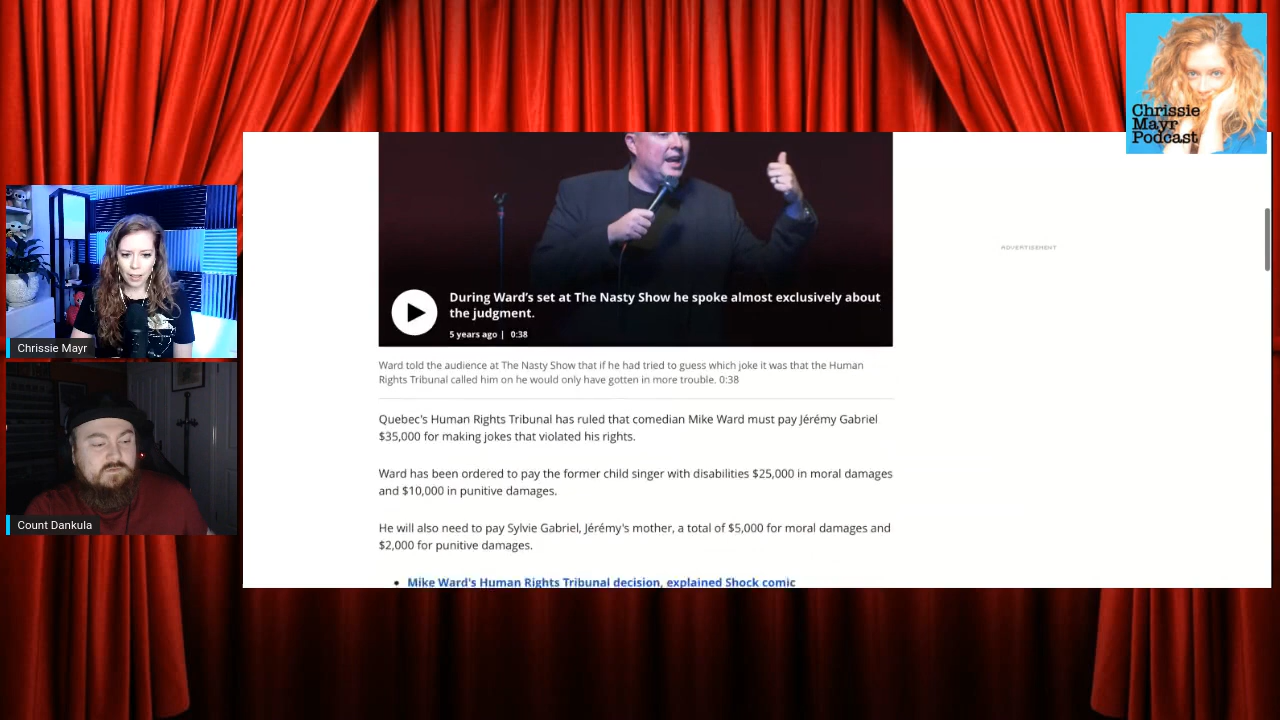 Chrissie
Mayr
Podcast
Chrissie Mayr
Count Dankula
During Ward's set at The Nasty Show he spoke almost exclusively about
the judgment.
5 years ago | 0:38
ADVERTISEMENT
Ward told the audience at The Nasty Show that if he had tried to guess which joke it was that the Human
Rights Tribunal called him on he would only have gotten in more trouble. 0:38
Quebec's Human Rights Tribunal has ruled that comedian Mike Ward must pay Jérémy Gabriel
$35,000 for making jokes that violated his rights.
Ward has been ordered to pay the former child singer with disabilities $25,000 in moral damages
and $10,000 in punitive damages.
He will also need to pay Sylvie Gabriel, Jérémy's mother, a total of $5,000 for moral damages and
$2,000 for punitive damages.
• Mike Ward's Human Rights Tribunal decision, explained Shock comic